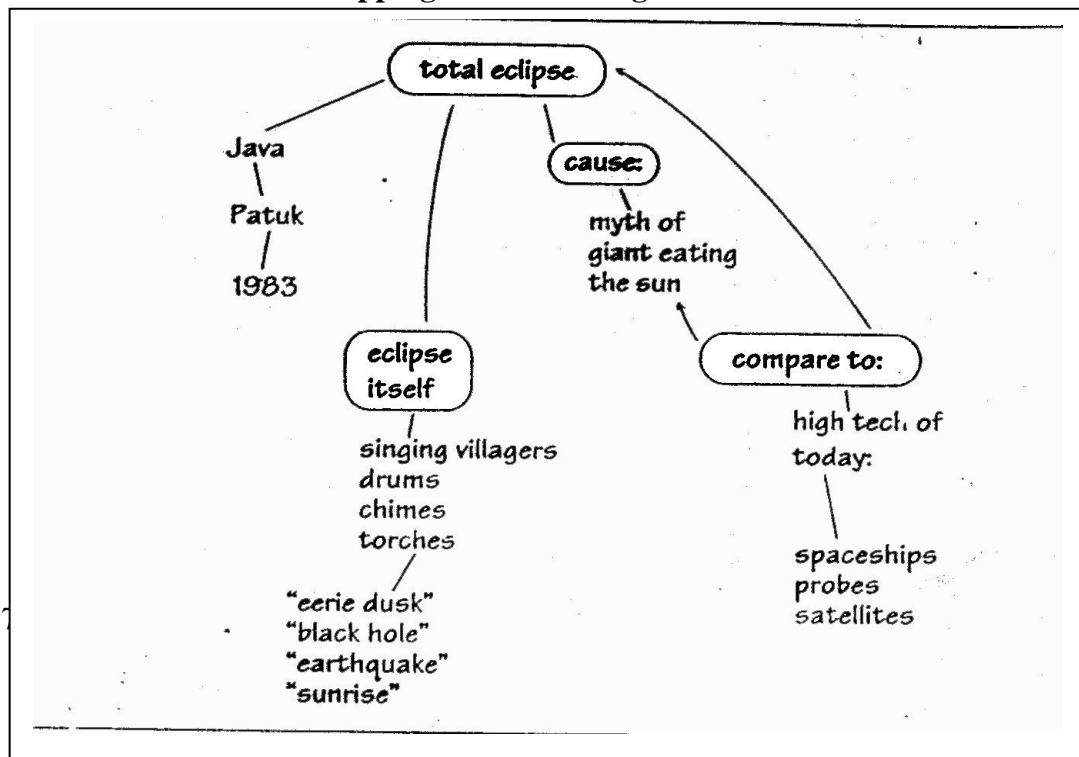 total eclipse
Java
Patuk
1983
cause:
myth of
giant eating
the sun
eclipse
itself
singing villagers
drums
chimes
torches
"eerie dusk"
"black hole"
"earthquake"
"sunrise"
compare to:
high tech of
today:
spaceships
probes
satellites